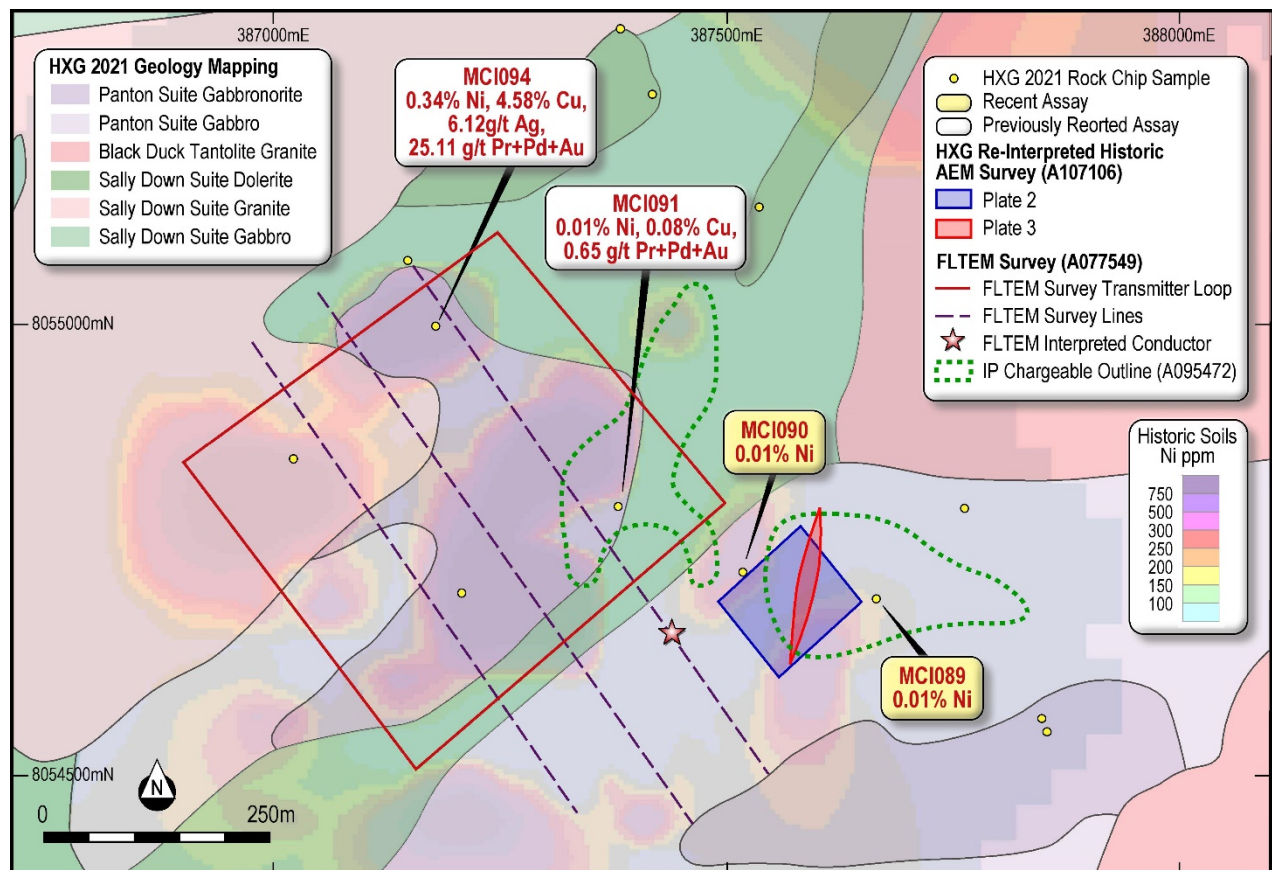 387000mE
387500mE
388000mE
HXG 2021 Geology Mapping
Panton Suite Gabbronorite
Panton Suite Gabbro
Black Duck Tantolite Granite
Sally Down Suite Dolerite
Sally Down Suite Granite
Sally Down Suite Gabbro
MCI094
0.34% Ni, 4.58% Cu,
6.12g/t Ag,
25.11 g/t Pr+Pd+Au
MCI091
0.01% Ni, 0.08% Cu,
0.65 g/t Pr+Pd+Au
HXG 2021 Rock Chip Sample
Recent Assay
Previously Reorted Assay
HXG Re-Interpreted Historic
AEM Survey (A107106)
Plate 2
Plate 3
FLTEM Survey (A077549)
FLTEM Survey Transmitter Loop
FLTEM Survey Lines
FLTEM Interpreted Conductor
IP Chargeable Outline (A095472)
8055000mN
MCI090
0.01% Ni
Historic Soils
Ni ppm
750
500
300
250
200
150
100
MCI089
0.01% Ni
8054500mN
N
0
250m